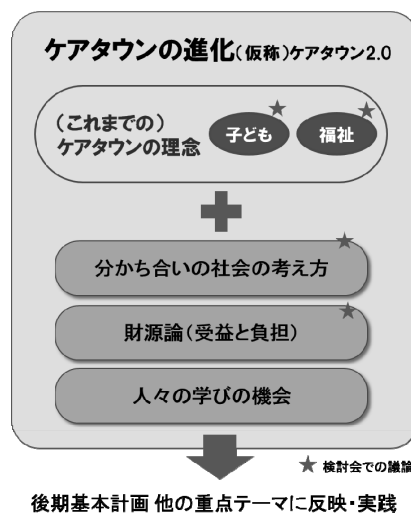 ケアタウンの進化(仮称)ケアタウン2.0
(これまでの)
ケアタウンの理念
子ども
福祉
分かち合いの社会の考え方
財源論(受益と負担)
人々の学びの機会
★ 検討会での議論
後期基本計画 他の重点テーマに反映・実践